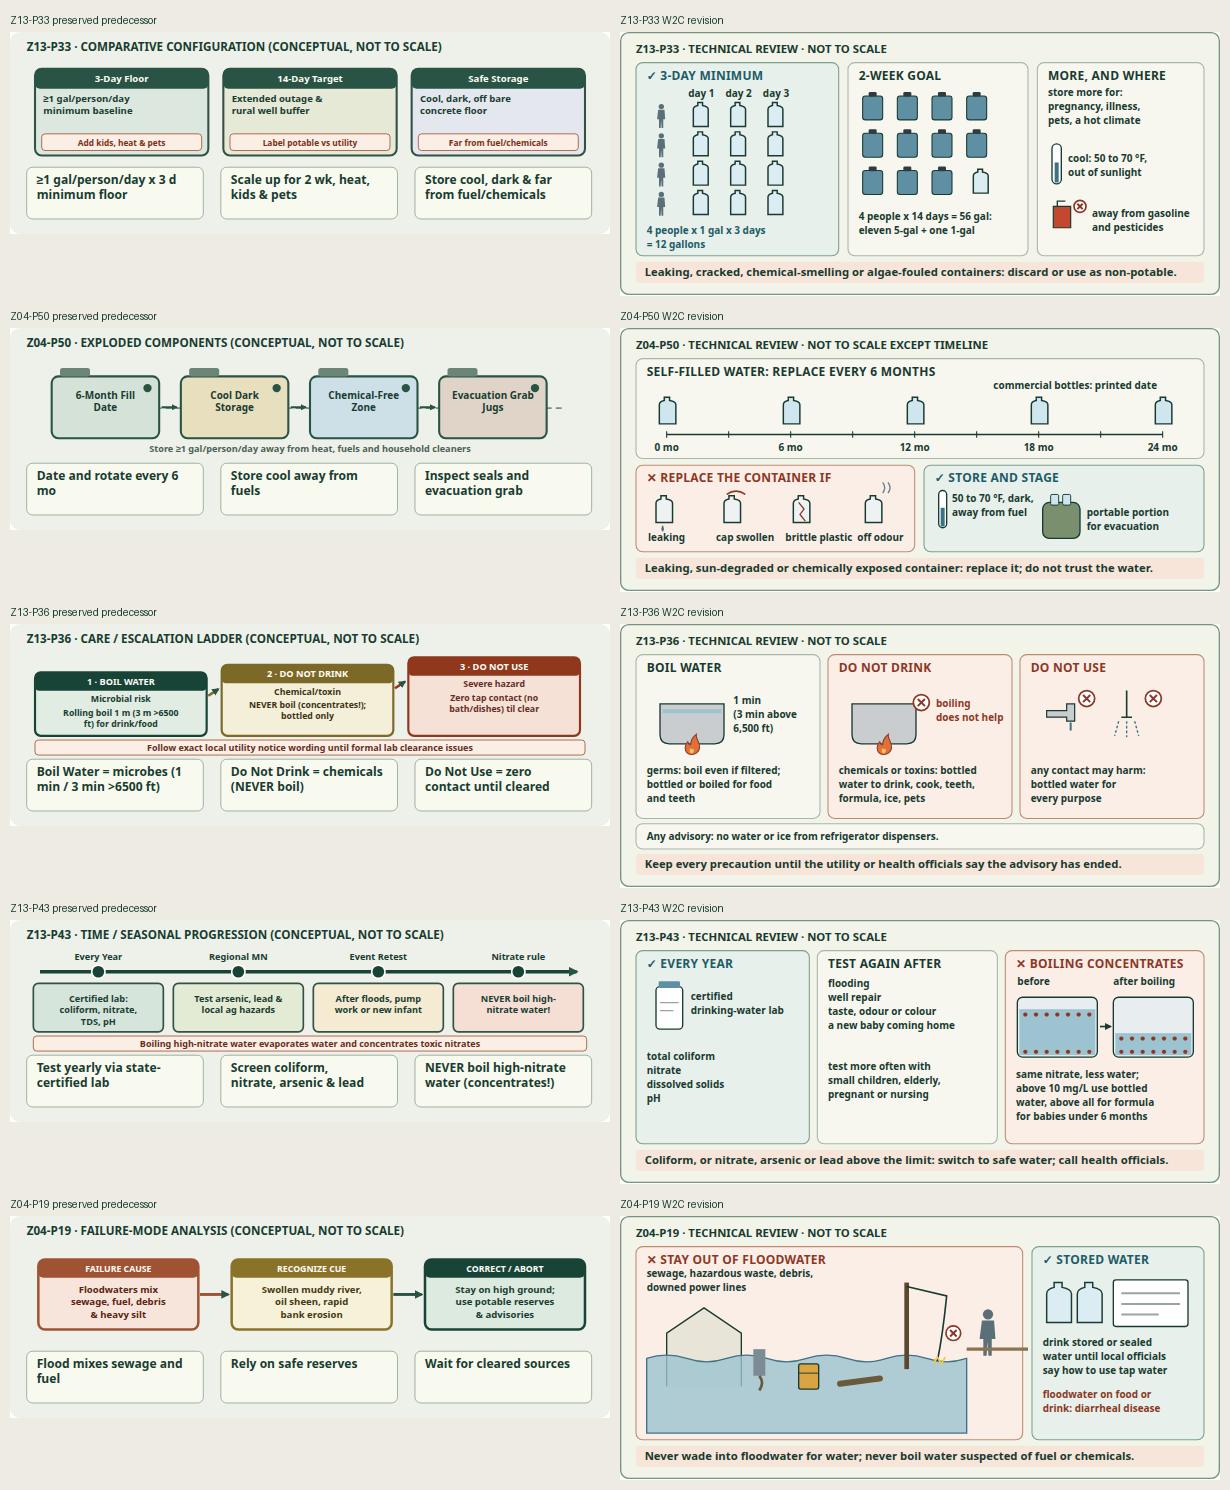 Z13-P33 preserved predecessor
Z13-P33 · COMPARATIVE CONFIGURATION (CONCEPTUAL, NOT TO SCALE)
3-Day Floor
≥1 gal/person/day
minimum baseline
Add kids, heat & pets
14-Day Target
Extended outage &
rural well buffer
Label potable vs utility
Safe Storage
Cool, dark, off bare
concrete floor
Far from fuel/chemicals
≥1 gal/person/day x 3 d
minimum floor
Scale up for 2 wk, heat,
kids & pets
Store cool, dark & far
from fuel/chemicals
Z13-P33 W2C revision
Z13-P33 · TECHNICAL REVIEW · NOT TO SCALE
✓ 3-DAY MINIMUM
day 1 day 2 day 3
4 people x 1 gal x 3 days
= 12 gallons
2-WEEK GOAL
4 people x 14 days = 56 gal:
eleven 5-gal + one 1-gal
MORE, AND WHERE
store more for:
pregnancy, illness,
pets, a hot climate
cool: 50 to 70 °F,
out of sunlight
away from gasoline
and pesticides
Leaking, cracked, chemical-smelling or algae-fouled containers: discard or use as non-potable.
Z04-P50 preserved predecessor
Z04-P50 · EXPLODED COMPONENTS (CONCEPTUAL, NOT TO SCALE)
6-Month Fill
Date
Cool Dark
Storage
Chemical-Free
Zone
Evacuation Grab
Jugs
Store ≥1 gal/person/day away from heat, fuels and household cleaners
Date and rotate every 6
mo
Store cool away from
fuels
Inspect seals and
evacuation grab
Z04-P50 W2C revision
Z04-P50 · TECHNICAL REVIEW · NOT TO SCALE EXCEPT TIMELINE
SELF-FILLED WATER: REPLACE EVERY 6 MONTHS
commercial bottles: printed date
0 mo 6 mo 12 mo 18 mo 24 mo
✕ REPLACE THE CONTAINER IF
leaking cap swollen brittle plastic off odour
✓ STORE AND STAGE
50 to 70 °F, dark,
away from fuel
portable portion
for evacuation
Leaking, sun-degraded or chemically exposed container: replace it; do not trust the water.
Z13-P36 preserved predecessor
Z13-P36 · CARE / ESCALATION LADDER (CONCEPTUAL, NOT TO SCALE)
1 · BOIL WATER
Microbial risk
Rolling boil 1 m (3 m >6500
ft) for drink/food
2 · DO NOT DRINK
Chemical/toxin
NEVER boil (concentrates!);
bottled only
3 · DO NOT USE
Severe hazard
Zero tap contact (no
bath/dishes) til clear
Follow exact local utility notice wording until formal lab clearance issues
Boil Water = microbes (1
min / 3 min >6500 ft)
Do Not Drink = chemicals
(NEVER boil)
Do Not Use = zero
contact until cleared
Z13-P36 W2C revision
Z13-P36 · TECHNICAL REVIEW · NOT TO SCALE
BOIL WATER
1 min
(3 min above
6,500 ft)
germs: boil even if filtered;
bottled or boiled for food
and teeth
DO NOT DRINK
boiling
does not help
chemicals or toxins: bottled
water to drink, cook, teeth,
formula, ice, pets
DO NOT USE
any contact may harm:
bottled water for
every purpose
Any advisory: no water or ice from refrigerator dispensers.
Keep every precaution until the utility or health officials say the advisory has ended.
Z13-P43 preserved predecessor
Z13-P43 · TIME / SEASONAL PROGRESSION (CONCEPTUAL, NOT TO SCALE)
Every Year Regional MN Event Retest Nitrate rule
Certified lab:
coliform, nitrate,
TDS, pH
Test arsenic, lead &
local ag hazards
After floods, pump
work or new infant
NEVER boil high-
nitrate water!
Boiling high-nitrate water evaporates water and concentrates toxic nitrates
Test yearly via state-
certified lab
Screen coliform,
nitrate, arsenic & lead
NEVER boil high-nitrate
water (concentrates!)
Z13-P43 W2C revision
Z13-P43 · TECHNICAL REVIEW · NOT TO SCALE
✓ EVERY YEAR
certified
drinking-water lab
total coliform
nitrate
dissolved solids
pH
TEST AGAIN AFTER
flooding
well repair
taste, odour or colour
a new baby coming home
test more often with
small children, elderly,
pregnant or nursing
✕ BOILING CONCENTRATES
before after boiling
same nitrate, less water;
above 10 mg/L use bottled
water, above all for formula
for babies under 6 months
Coliform, or nitrate, arsenic or lead above the limit: switch to safe water; call health officials.
Z04-P19 preserved predecessor
Z04-P19 · FAILURE-MODE ANALYSIS (CONCEPTUAL, NOT TO SCALE)
FAILURE CAUSE
Floodwaters mix
sewage, fuel, debris
& heavy silt
RECOGNIZE CUE
Swollen muddy river,
oil sheen, rapid
bank erosion
CORRECT / ABORT
Stay on high ground;
use potable reserves
& advisories
Flood mixes sewage and
fuel
Rely on safe reserves
Wait for cleared sources
Z04-P19 W2C revision
Z04-P19 · TECHNICAL REVIEW · NOT TO SCALE
✕ STAY OUT OF FLOODWATER
sewage, hazardous waste, debris,
downed power lines
✓ STORED WATER
drink stored or sealed
water until local officials
say how to use tap water
floodwater on food or
drink: diarrheal disease
Never wade into floodwater for water; never boil water suspected of fuel or chemicals.